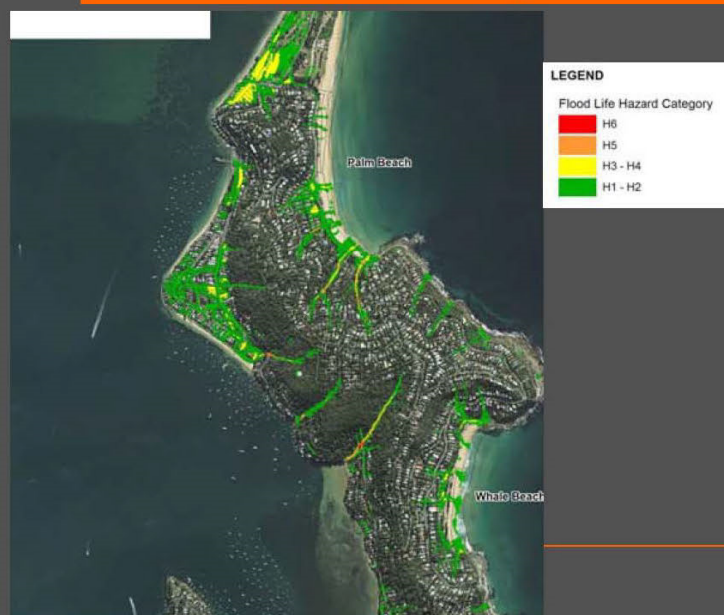 LEGEND
Flood Life Hazard Category
H6
H5
H3 - H4
H1 - H2
Palm Beach
Whale Beach